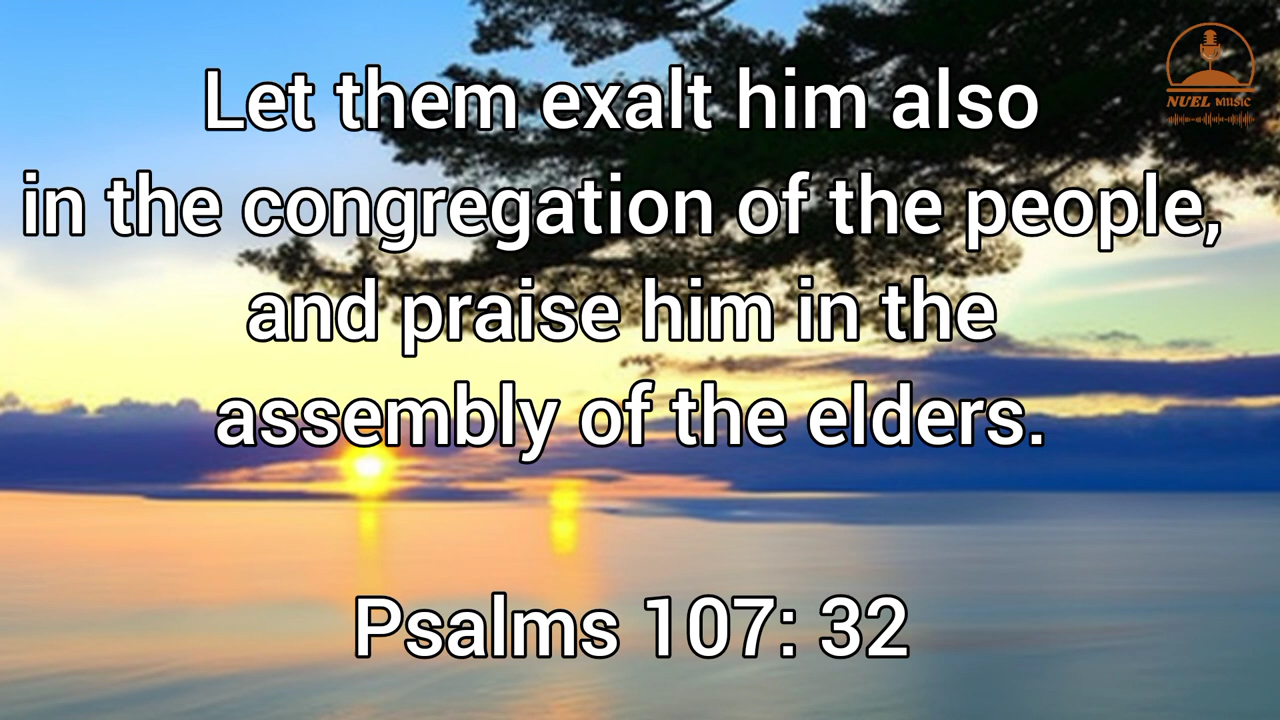 Let them exalt him also
in the congregation of the people,
and praise him in the
assembly of the elders.
Psalms 107: 32
NUEL MUSIC